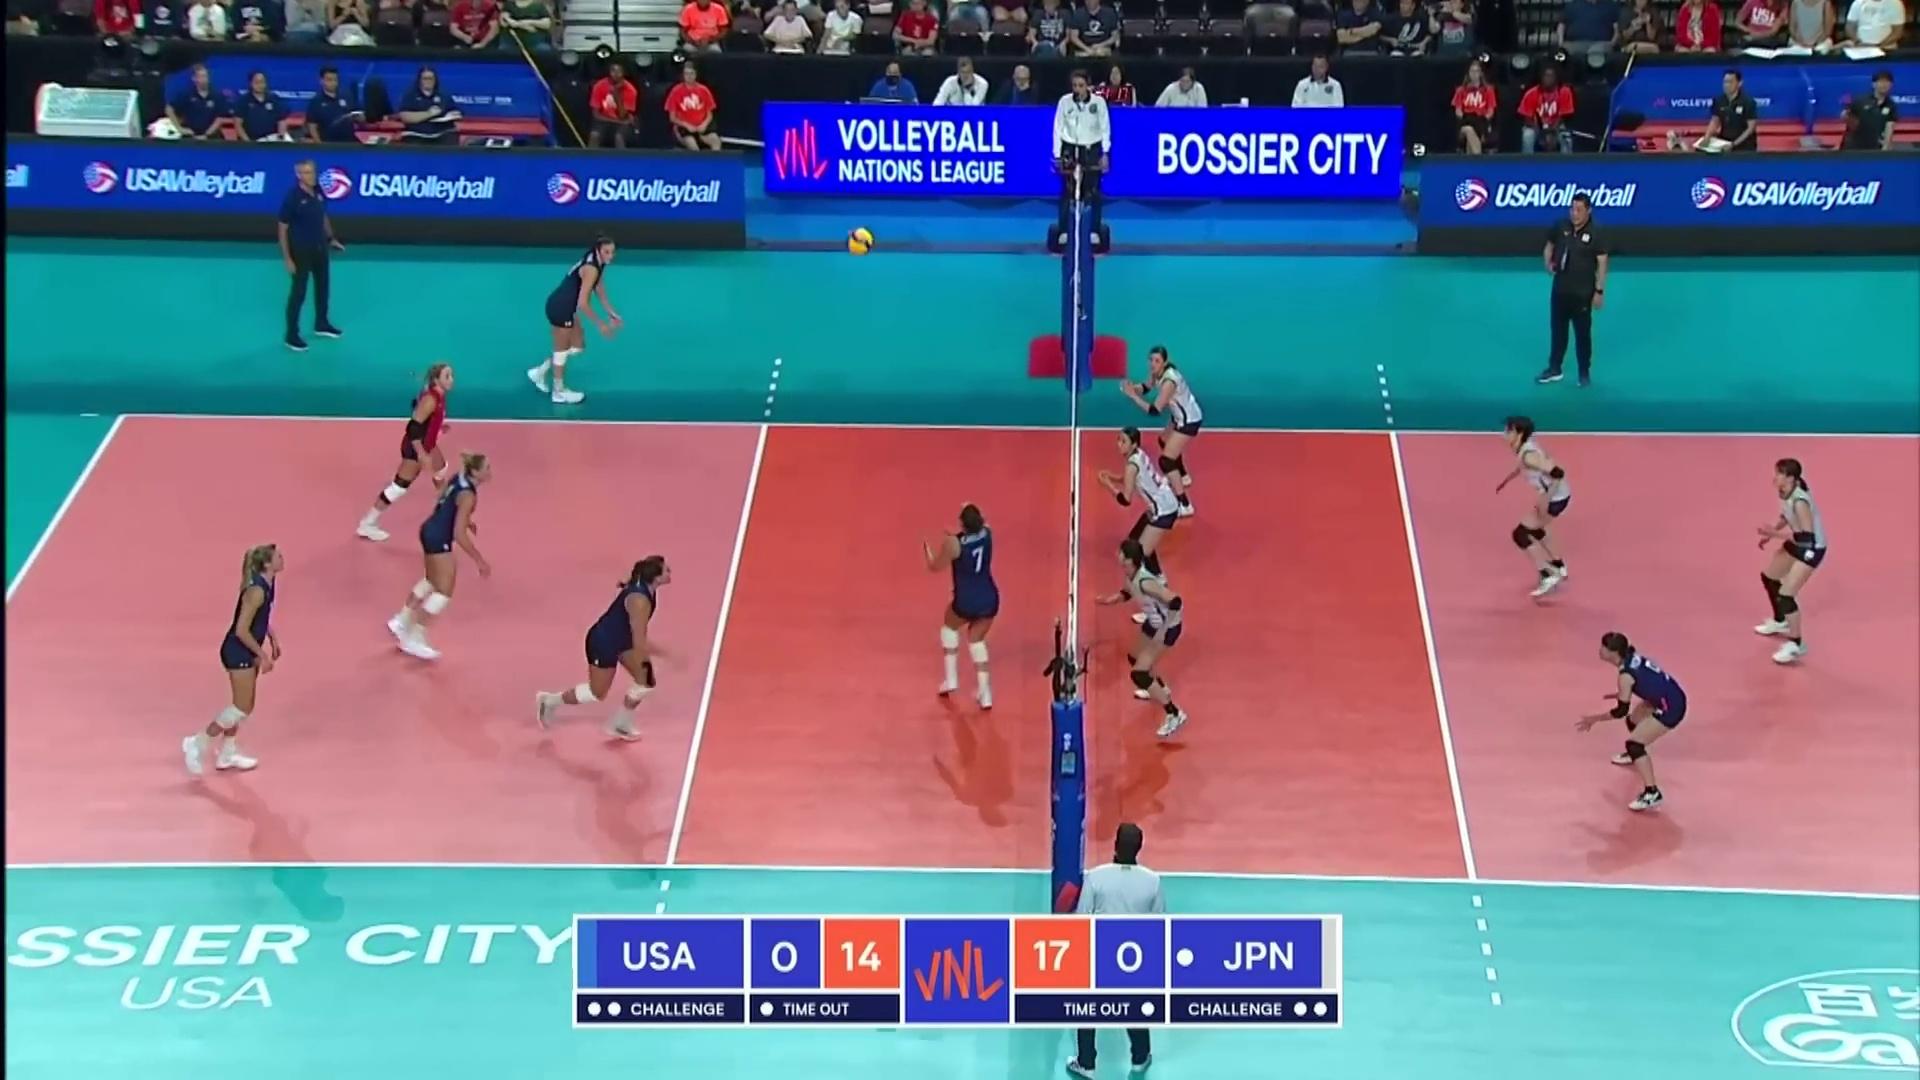 VOLLEYBALL
NATIONS LEAGUE
BOSSIER CITY
USAVolleyball
USAVolleyball
USAVolleyball
USAVolleyball
USAVolleyball
7
SSIER CITY
USA
USA 0 14 VNL 17 0 JPN
CHALLENGE TIME OUT TIME OUT CHALLENGE